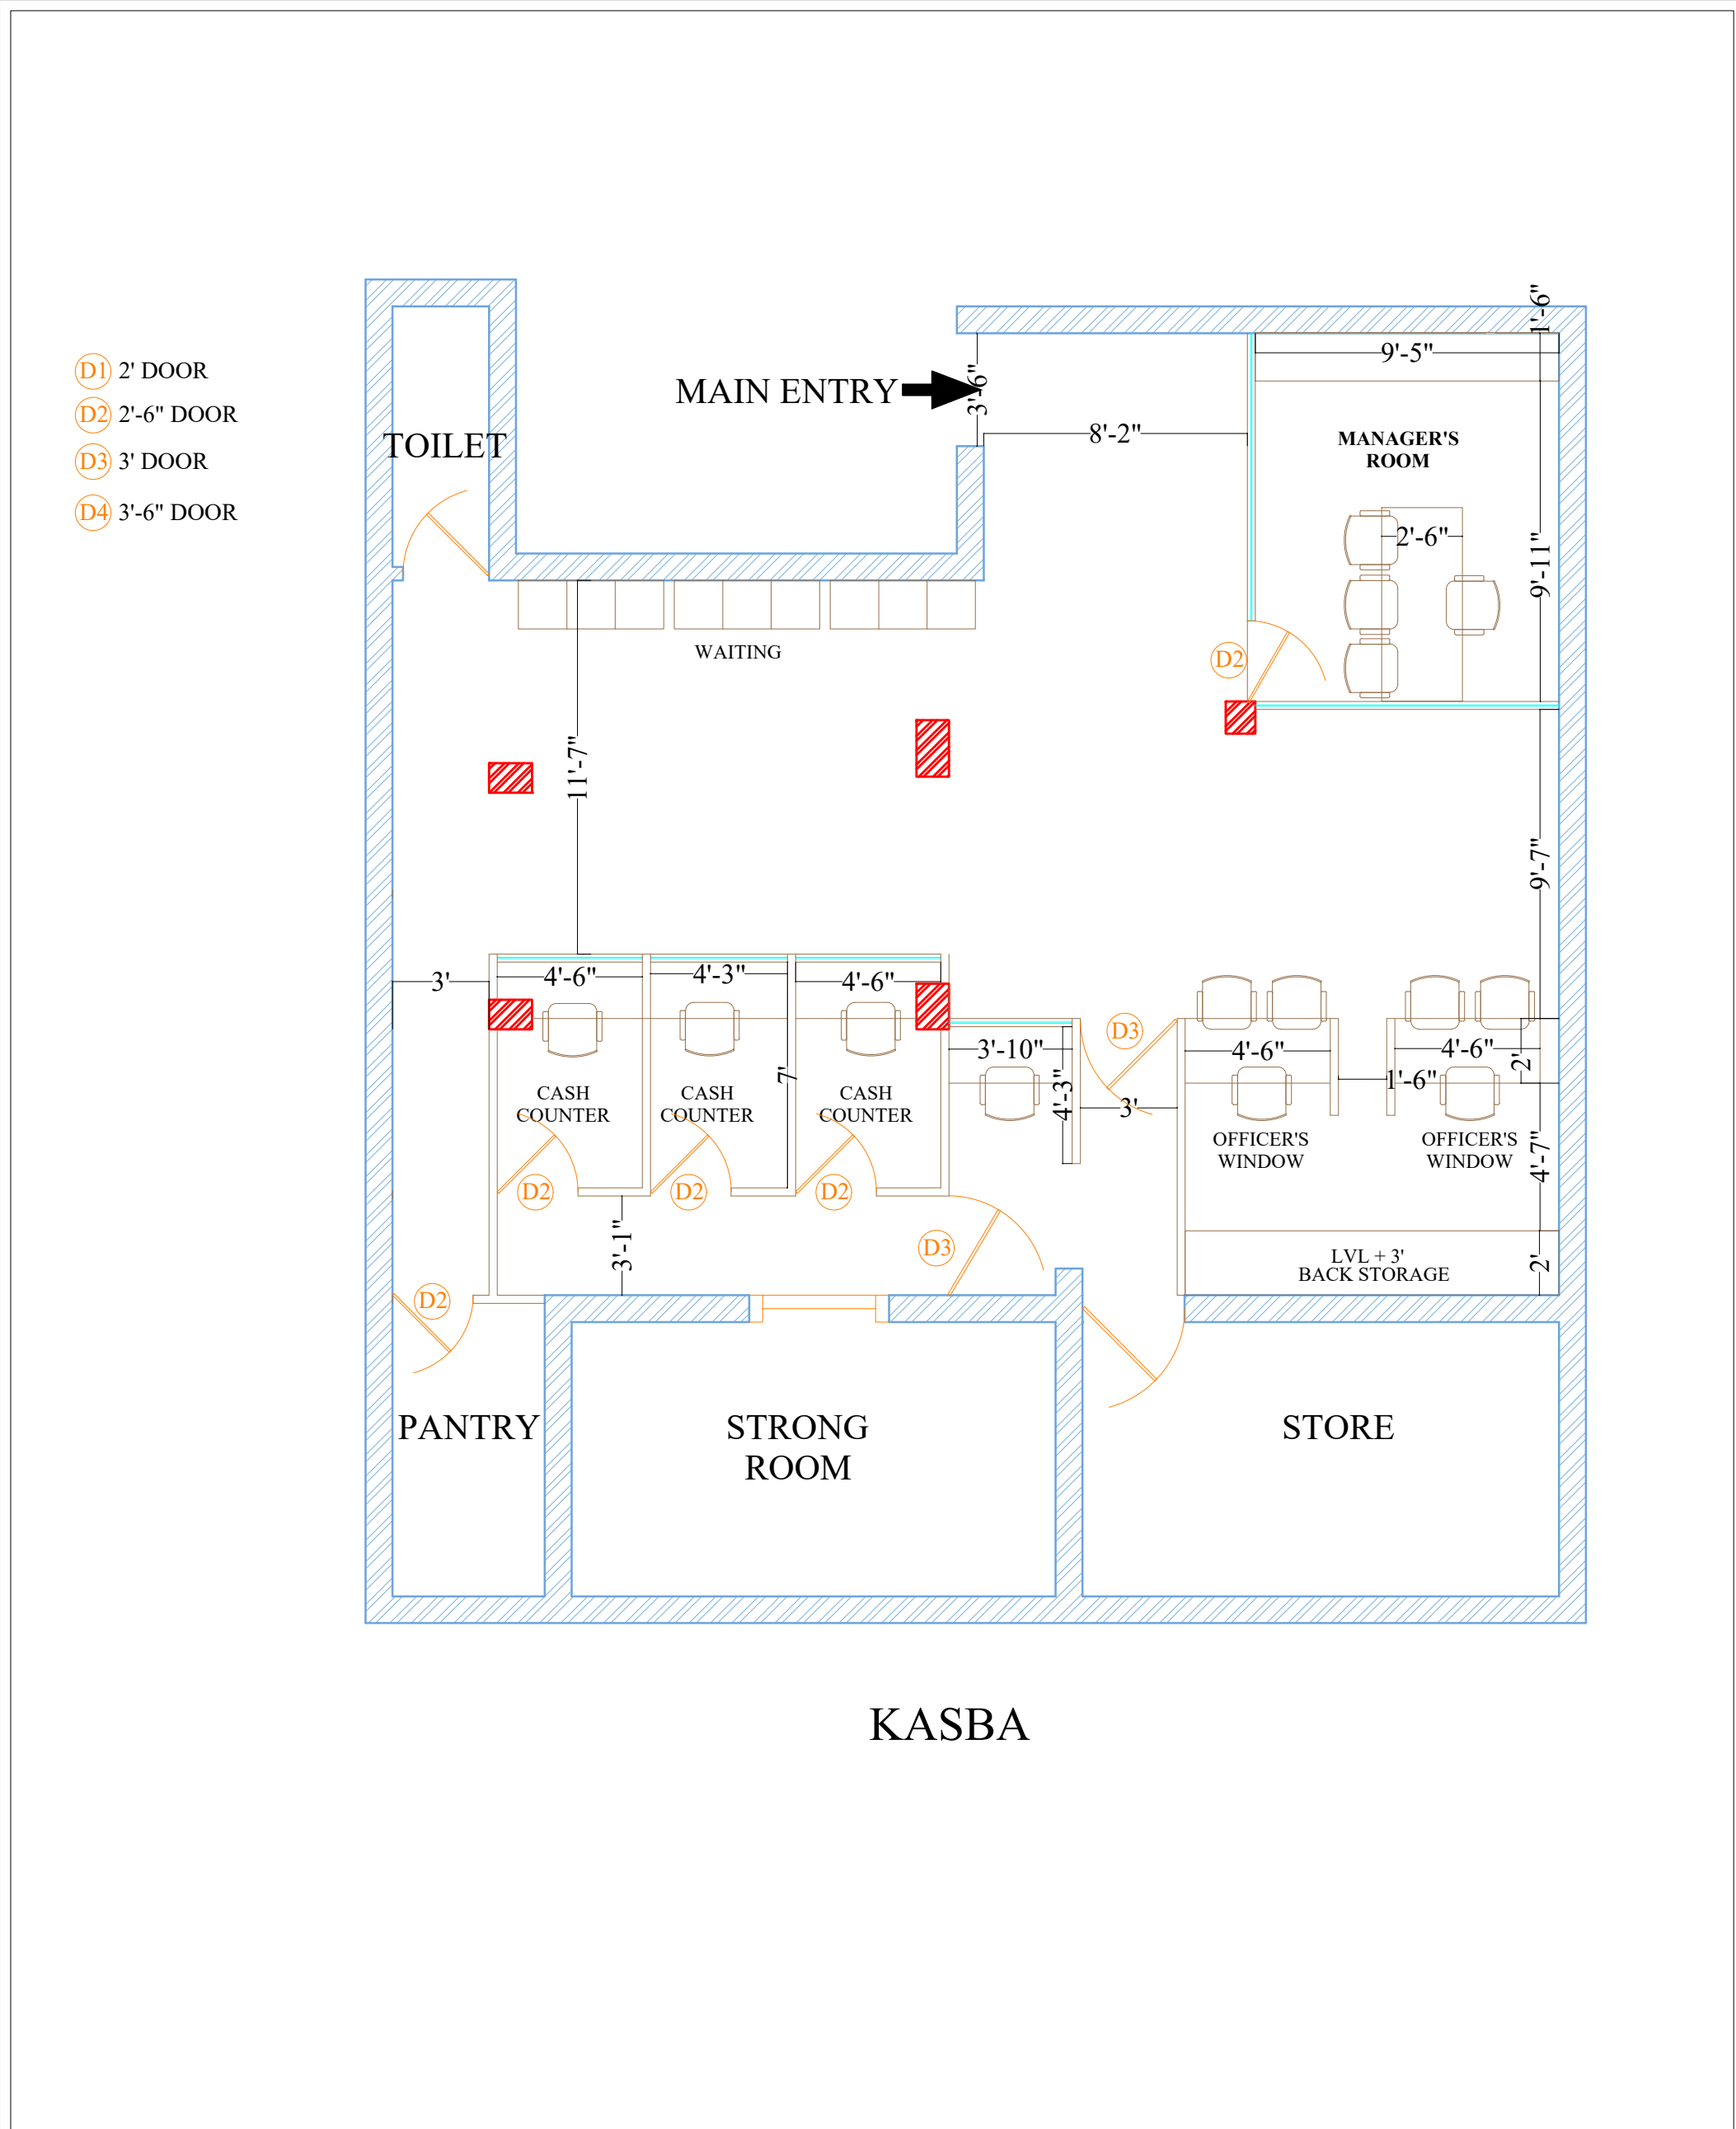 1'-6"
9'-5"
D1 2' DOOR
D2 2'-6" DOOR
D3 3' DOOR
D4 3'-6" DOOR
MAIN ENTRY
3'-6"
8'-2"
TOILET
MANAGER'S
ROOM
2'-6"
9'-11"
WAITING
D2
11'-7"
9'-7"
3'
4'-6"
4'-3"
4'-6"
D3
3'-10"
4'-6"
4'-6"
2'
7'
4'-3"
3'
1'-6"
CASH
COUNTER
CASH
COUNTER
CASH
COUNTER
OFFICER'S
WINDOW
OFFICER'S
WINDOW
4'-7"
D2
D2
D2
3'-1"
D3
LVL + 3'
BACK STORAGE
2'
D2
PANTRY
STRONG
ROOM
STORE
KASBA